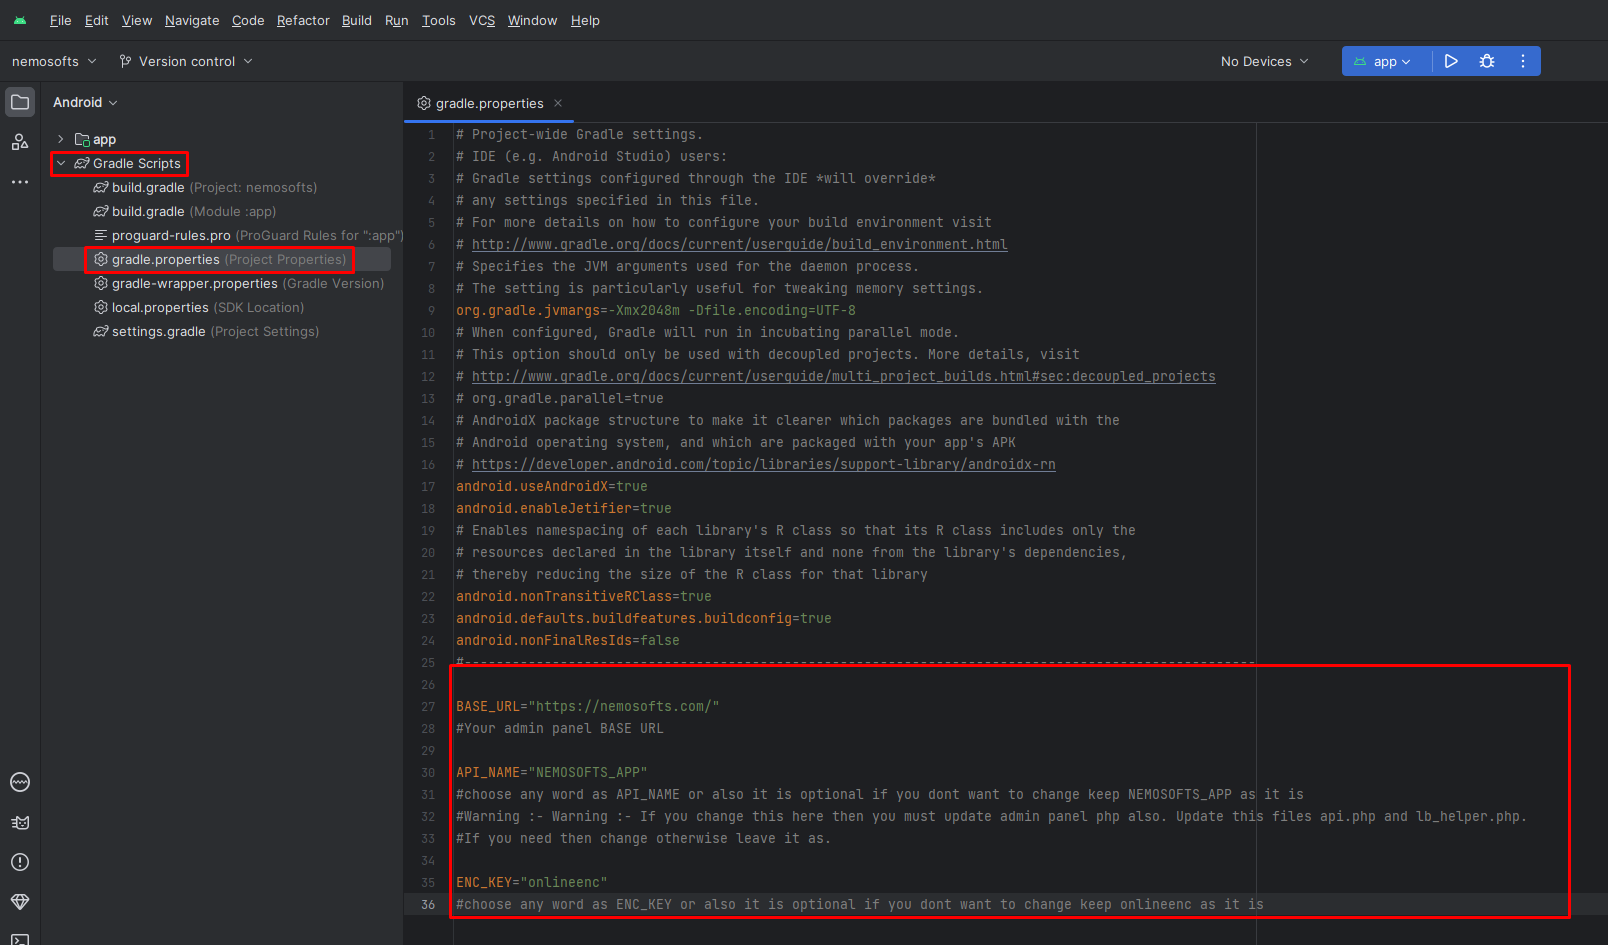 File Edit View Navigate Code Refactor Build Run Tools VCS Window Help
nemosofts Version control No Devices app
Android
gradle.properties
app
Gradle Scripts
build.gradle (Project: nemosofts)
build.gradle (Module :app)
proguard-rules.pro (ProGuard Rules for ":app")
gradle.properties (Project Properties)
gradle-wrapper.properties (Gradle Version)
local.properties (SDK Location)
settings.gradle (Project Settings)
1 # Project-wide Gradle settings.
2 # IDE (e.g. Android Studio) users:
3 # Gradle settings configured through the IDE *will override*
4 # any settings specified in this file.
5 # For more details on how to configure your build environment visit
6 # http://www.gradle.org/docs/current/userguide/build_environment.html
7 # Specifies the JVM arguments used for the daemon process.
8 # The setting is particularly useful for tweaking memory settings.
9 org.gradle.jvmargs=-Xmx2048m -Dfile.encoding=UTF-8
10 # When configured, Gradle will run in incubating parallel mode.
11 # This option should only be used with decoupled projects. More details, visit
12 # http://www.gradle.org/docs/current/userguide/multi_project_builds.html#sec:decoupled_projects
13 # org.gradle.parallel=true
14 # AndroidX package structure to make it clearer which packages are bundled with the
15 # Android operating system, and which are packaged with your app's APK
16 # https://developer.android.com/topic/libraries/support-library/androidx-rn
17 android.useAndroidX=true
18 android.enableJetifier=true
19 # Enables namespacing of each library's R class so that its R class includes only the
20 # resources declared in the library itself and none from the library's dependencies,
21 # thereby reducing the size of the R class for that library
22 android.nonTransitiveRClass=true
23 android.defaults.buildfeatures.buildconfig=true
24 android.nonFinalResIds=false
25 #---------------------------------------------------------------------------------------------------
26
27 BASE_URL="https://nemosofts.com/"
28 #Your admin panel BASE URL
29
30 API_NAME="NEMOSOFTS_APP"
31 #choose any word as API_NAME or also it is optional if you dont want to change keep NEMOSOFTS_APP as it is
32 #Warning :- Warning :- If you change this here then you must update admin panel php also. Update this files api.php and lb_helper.php.
33 #If you need then change otherwise leave it as.
34
35 ENC_KEY="onlineenc"
36 #choose any word as ENC_KEY or also it is optional if you dont want to change keep onlineenc as it is